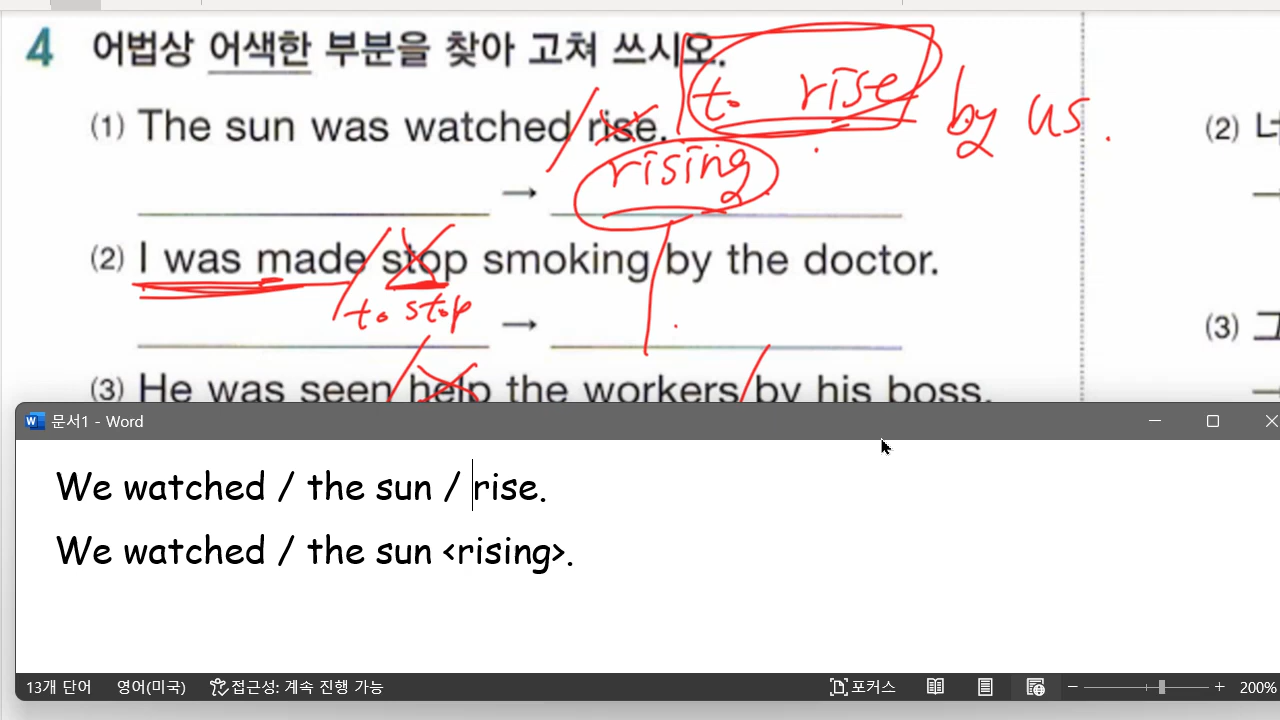 4 어법상 어색한 부분을 찾아 고쳐 쓰시오.
to rise by us.
(1) The sun was watched rise.
rising
→
(2) I was made stop smoking by the doctor.
to stop
→
(3) He was seen help the workers by his boss.
(2) 너
(3) 그
문서1 - Word
We watched / the sun / rise.
We watched / the sun <rising>.
13개 단어 영어(미국) 접근성: 계속 진행 가능 포커스 200%